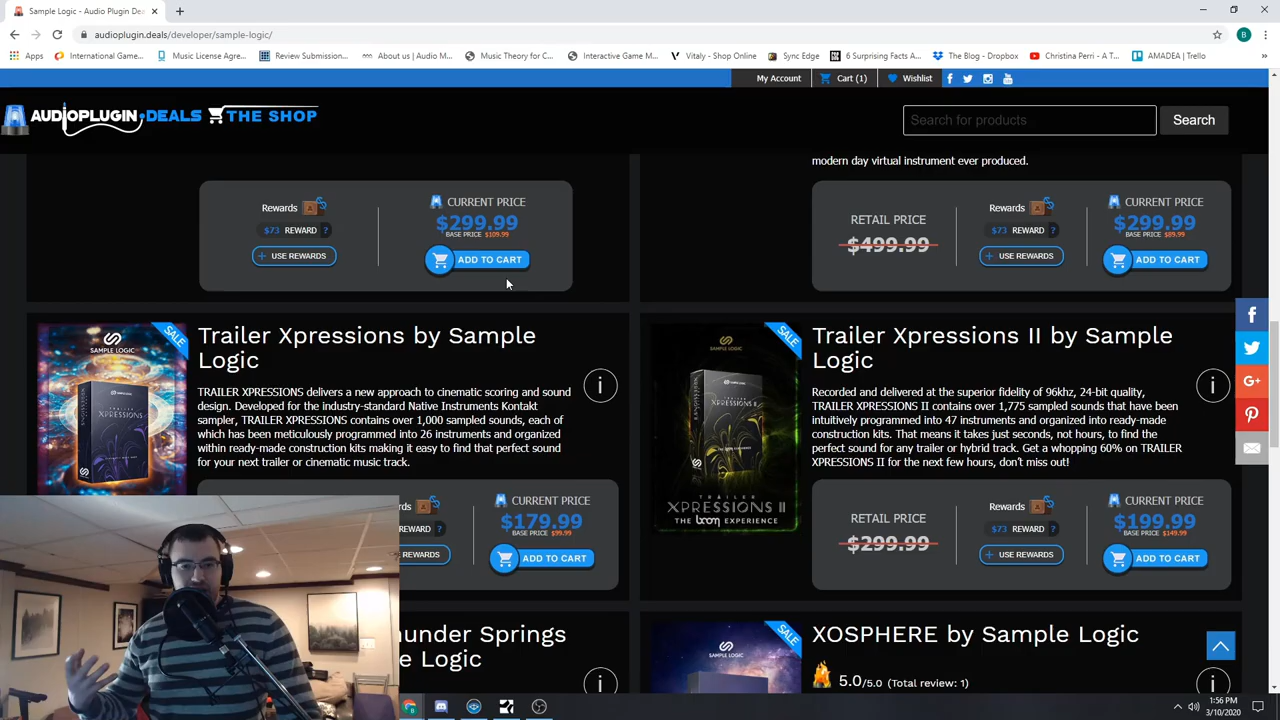 Sample Logic - Audio Plugin Dea
audioplugin.deals/developer/sample-logic/
B
Apps
International Game...
Music License Agre...
Review Submission...
About us | Audio M...
Music Theory for C...
Interactive Game M...
Vitaly - Shop Online
Sync Edge
6 Surprising Facts A...
The Blog - Dropbox
Christina Perri - A T...
AMADEA | Trello
My Account
Cart (1)
Wishlist
AUDIOPLUGIN.DEALS THE SHOP
Search for products
Search
modern day virtual instrument ever produced.
Rewards
$73 REWARD ?
+ USE REWARDS
CURRENT PRICE
$299.99
BASE PRICE $109.99
ADD TO CART
RETAIL PRICE
$499.99
Rewards
$73 REWARD ?
+ USE REWARDS
CURRENT PRICE
$299.99
BASE PRICE $89.99
ADD TO CART
SALE
SAMPLE LOGIC
Trailer Xpressions by Sample
Logic
i
TRAILER XPRESSIONS delivers a new approach to cinematic scoring and sound
design. Developed for the industry-standard Native Instruments Kontakt
sampler, TRAILER XPRESSIONS contains over 1,000 sampled sounds, each of
which has been meticulously programmed into 26 instruments and organized
within ready-made construction kits making it easy to find that perfect sound
for your next trailer or cinematic music track.
rds
REWARD ?
E REWARDS
CURRENT PRICE
$179.99
BASE PRICE $99.99
ADD TO CART
SALE
SAMPLE LOGIC
TRAILER
XPRESSIONS II
THE boom EXPERIENCE
Trailer Xpressions II by Sample
Logic
i
Recorded and delivered at the superior fidelity of 96khz, 24-bit quality,
TRAILER XPRESSIONS II contains over 1,775 sampled sounds that have been
intuitively programmed into 47 instruments and organized into ready-made
construction kits. That means it takes just seconds, not hours, to find the
perfect sound for any trailer or hybrid track. Get a whopping 60% on TRAILER
XPRESSIONS II for the next few hours, don't miss out!
RETAIL PRICE
$299.99
Rewards
$73 REWARD ?
+ USE REWARDS
CURRENT PRICE
$199.99
BASE PRICE $149.99
ADD TO CART
hunder Springs
e Logic
i
SALE
SAMPLE LOGIC
XOSPHERE by Sample Logic
5.0/5.0 (Total review: 1)
i
1:56 PM
3/10/2020